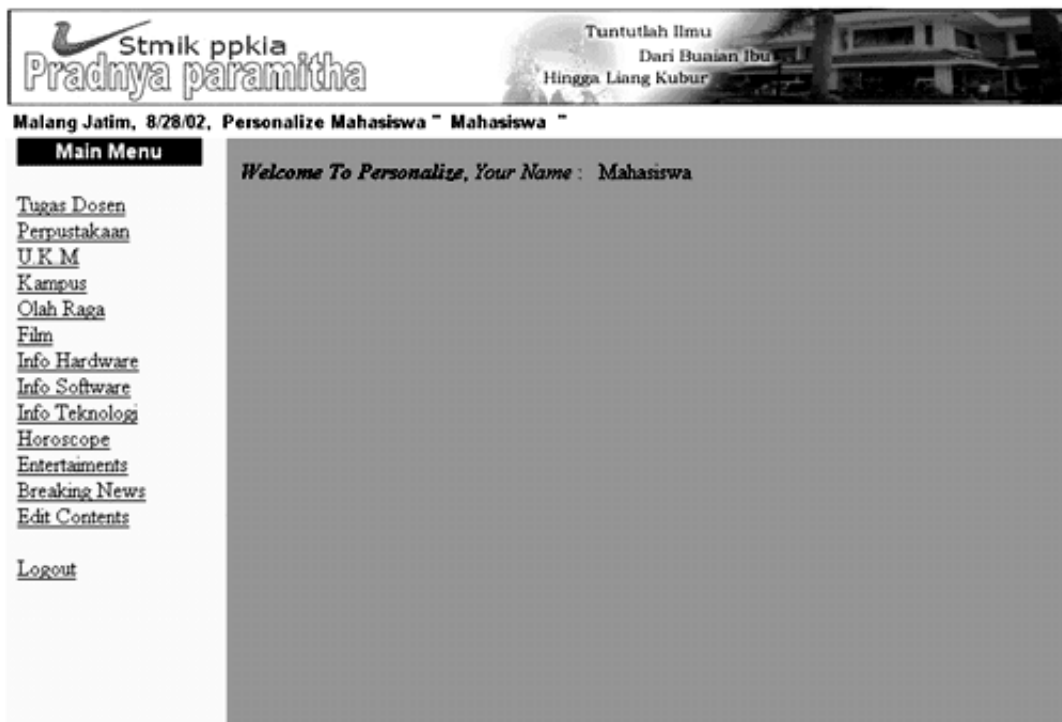 Stmik ppkia
Pradnya paramitha
Tuntutlah Ilmu
Dari Buaian Ibu
Hingga Liang Kubur
Malang Jatim, 8/28/02, Personalize Mahasiswa " Mahasiswa "
Main Menu
Welcome To Personalize, Your Name : Mahasiswa
Tugas Dosen
Perpustakaan
U.K.M
Kampus
Olah Raga
Film
Info Hardware
Info Software
Info Teknologi
Horoscope
Entertaiments
Breaking News
Edit Contents
Logout